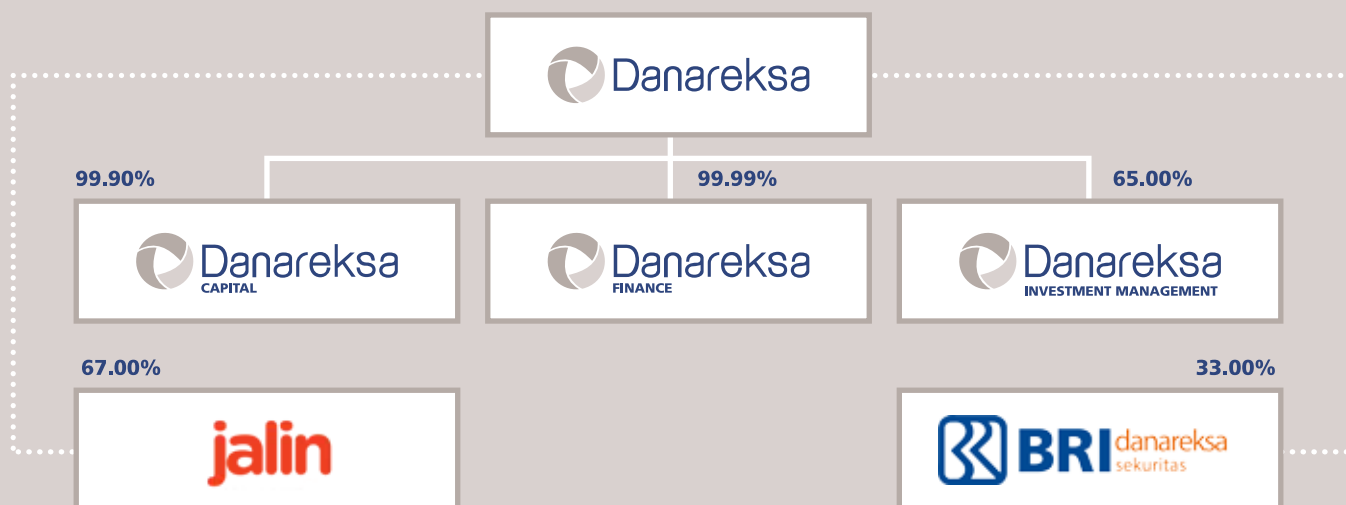 Danareksa
99.90%
99.99%
65.00%
Danareksa
CAPITAL
Danareksa
FINANCE
Danareksa
INVESTMENT MANAGEMENT
67.00%
33.00%
jalin
BRI danareksa
sekuritas